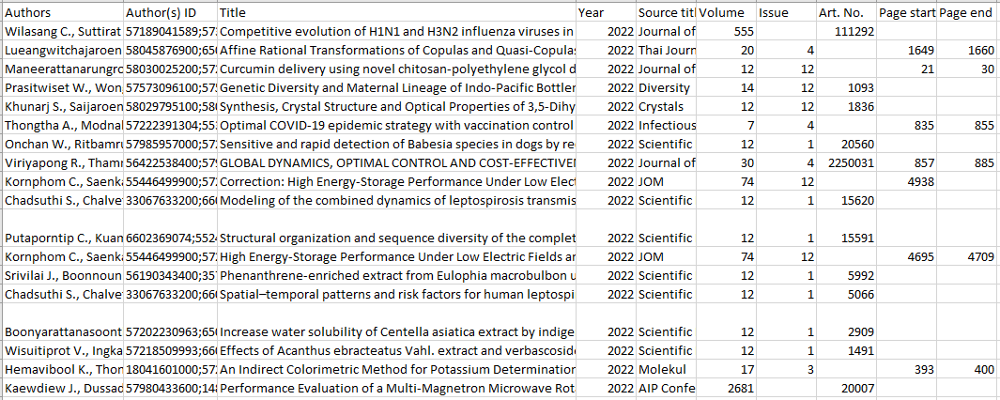 Authors Author(s) ID Title Year Source titl Volume Issue Art. No. Page start Page end
Wilasang C., Suttirat 57189041589;57 Competitive evolution of H1N1 and H3N2 influenza viruses in 2022 Journal of 555 111292
Lueangwitchajaroen 58045876900;650 Affine Rational Transformations of Copulas and Quasi-Copulas 2022 Thai Journ 20 4 1649 1660
Maneerattanarungro 58030025200;57 Curcumin delivery using novel chitosan-polyethylene glycol d 2022 Journal of 12 12 21 30
Prasitwiset W., Won 57573096100;57 Genetic Diversity and Maternal Lineage of Indo-Pacific Bottler 2022 Diversity 14 12 1093
Khunarj S., Saijaroen 58029795100;580 Synthesis, Crystal Structure and Optical Properties of 3,5-Dihy 2022 Crystals 12 12 1836
Thongtha A., Modnal 57222391304;55 Optimal COVID-19 epidemic strategy with vaccination control 2022 Infectious 7 4 835 855
Onchan W., Ritbamru 57985957000;57 Sensitive and rapid detection of Babesia species in dogs by re 2022 Scientific 12 1 20560
Viriyapong R., Thamr 56422538400;57 GLOBAL DYNAMICS, OPTIMAL CONTROL AND COST-EFFECTIVE 2022 Journal of 30 4 2250031 857 885
Kornphom C., Saenka 55446499900;57 Correction: High Energy-Storage Performance Under Low Elect 2022 JOM 74 12 4938
Chadsuthi S., Chalve 33067633200;660 Modeling of the combined dynamics of leptospirosis transmis 2022 Scientific 12 1 15620
Putaporntip C., Kuan 6602369074;5524 Structural organization and sequence diversity of the complet 2022 Scientific 12 1 15591
Kornphom C., Saenka 55446499900;57 High Energy-Storage Performance Under Low Electric Fields ar 2022 JOM 74 12 4695 4709
Srivilai J., Boonnoun 56190343400;35 Phenanthrene-enriched extract from Eulophia macrobulbon u 2022 Scientific 12 1 5992
Chadsuthi S., Chalve 33067633200;660 Spatial–temporal patterns and risk factors for human leptospi 2022 Scientific 12 1 5066
Boonyarattanasoont 57202230963;650 Increase water solubility of Centella asiatica extract by indige 2022 Scientific 12 1 2909
Wisuitiprot V., Ingka 57218509993;660 Effects of Acanthus ebracteatus Vahl. extract and verbascosid 2022 Scientific 12 1 1491
Hemavibool K., Thon 18041601000;57 An Indirect Colorimetric Method for Potassium Determination 2022 Molekul 17 3 393 400
Kaewdiew J., Dussad 57980433600;148 Performance Evaluation of a Multi-Magnetron Microwave Rot 2022 AIP Confe 2681 20007